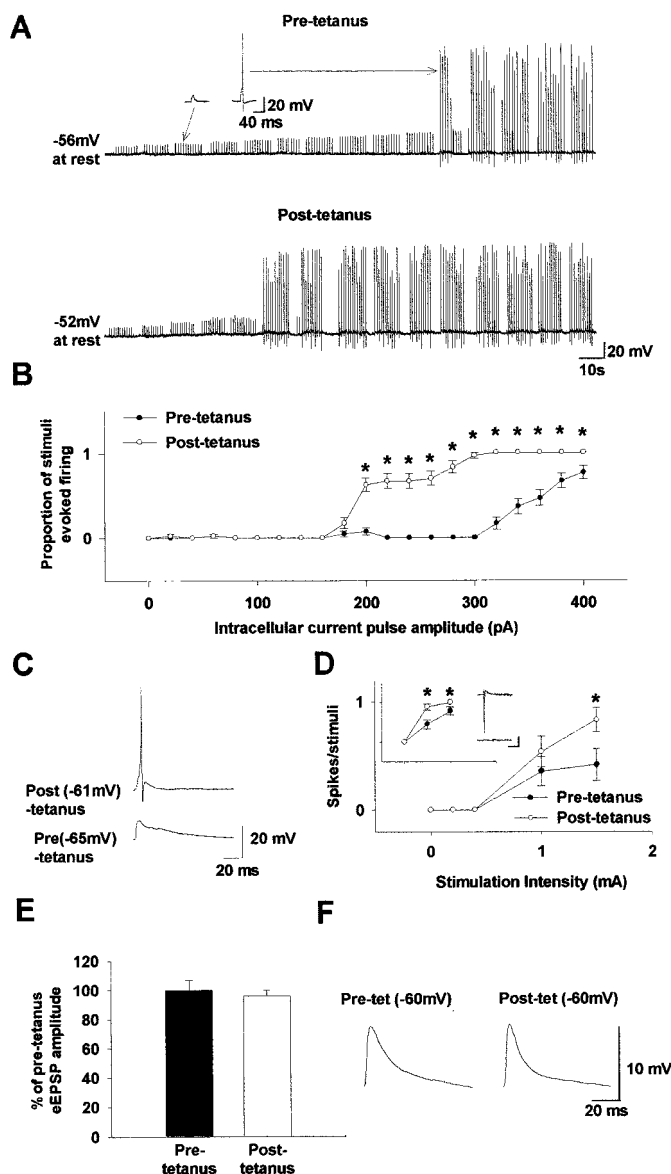 A
Pre-tetanus
20 mV
40 ms
-56mV
at rest
Post-tetanus
-52mV
at rest
20 mV
10s
B
Pre-tetanus
Post-tetanus
* * * * * * * * * * *
Proportion of stimuli
evoked firing
1
0
0 100 200 300 400
Intracellular current pulse amplitude (pA)
C
Post (-61mV)
-tetanus
Pre(-65mV)
-tetanus
20 mV
20 ms
D
* * *
Spikes/stimuli
1
0
Pre-tetanus
Post-tetanus
0 1 2
Stimulation Intensity (mA)
E
% of pre-tetanus
eEPSP amplitude
120
100
80
60
40
20
0
Pre-
tetanus
Post-
tetanus
F
Pre-tet (-60mV) Post-tet (-60mV)
10 mV
20 ms